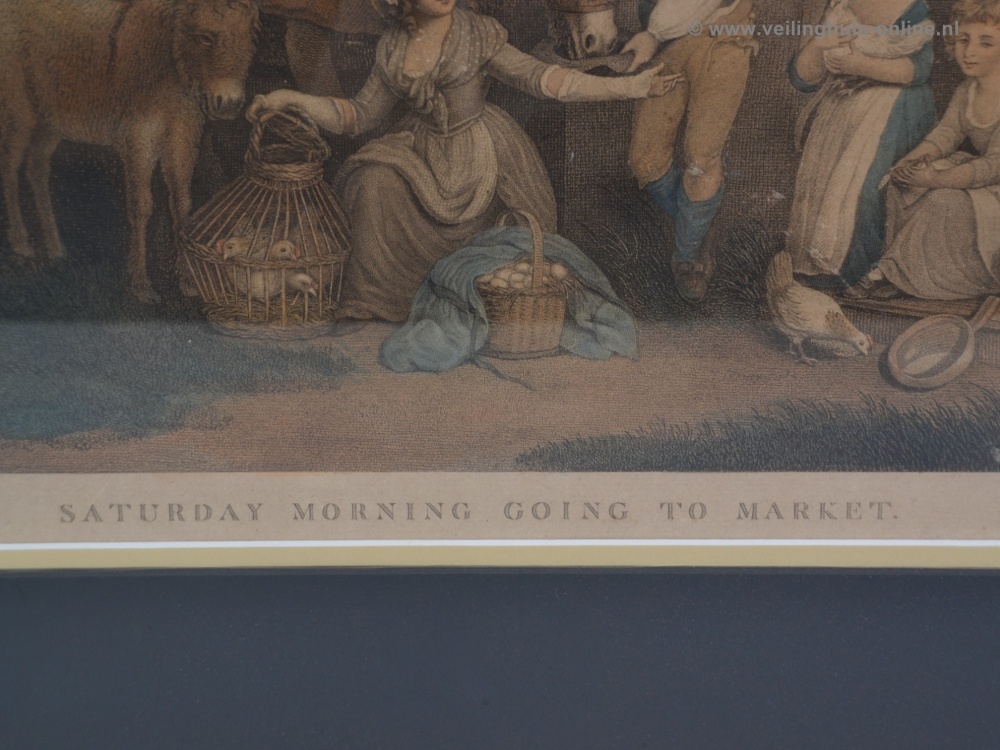 © www.veilinghuis-online.nl
SATURDAY MORNING GOING TO MARKET.